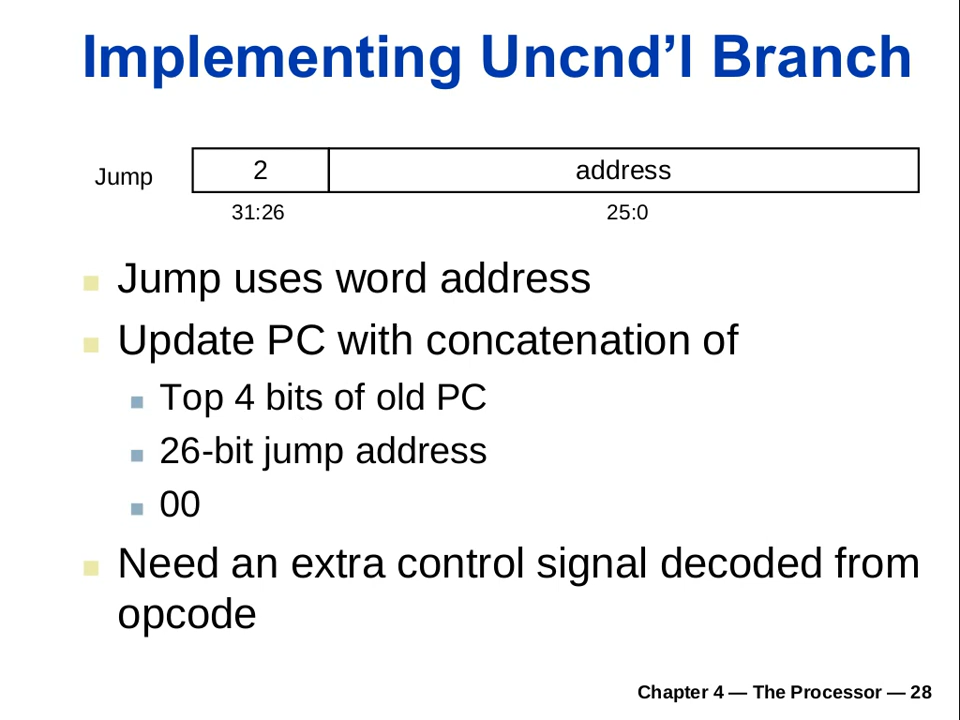 Implementing Uncnd’l Branch
Jump 2 address
31:26 25:0
Jump uses word address
Update PC with concatenation of
Top 4 bits of old PC
26-bit jump address
00
Need an extra control signal decoded from
opcode
Chapter 4 — The Processor — 28